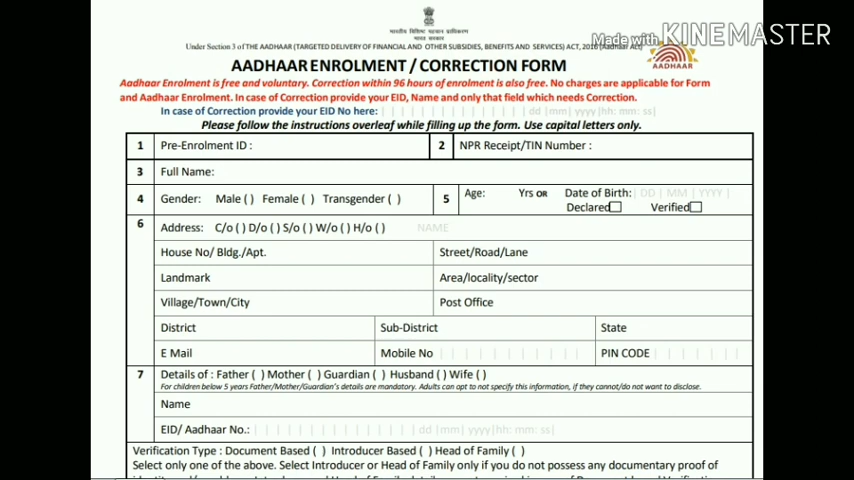 भारतीय विशिष्ट पहचान प्राधिकरण
भारत सरकार
Made with KINEMASTER
Under Section 3 of THE AADHAAR (TARGETED DELIVERY OF FINANCIAL AND OTHER SUBSIDIES, BENEFITS AND SERVICES) ACT, 2016 (Aadhaar Act)
AADHAAR
AADHAAR ENROLMENT / CORRECTION FORM
Aadhaar Enrolment is free and voluntary. Correction within 96 hours of enrolment is also free. No charges are applicable for Form
and Aadhaar Enrolment. In case of Correction provide your EID, Name and only that field which needs Correction.
In case of Correction provide your EID No here: | | | | | | | | | | | | | | dd |mm| yyyy|hh: mm: ss|
Please follow the instructions overleaf while filling up the form. Use capital letters only.
1 Pre-Enrolment ID : 2 NPR Receipt/TIN Number :
3 Full Name:
4 Gender: Male ( ) Female ( ) Transgender ( ) 5 Age: Yrs OR Date of Birth: | DD | MM | YYYY |
Declared Verified
6 Address: C/o ( ) D/o ( ) S/o ( ) W/o ( ) H/o ( ) NAME
House No/ Bldg./Apt. Street/Road/Lane
Landmark Area/locality/sector
Village/Town/City Post Office
District Sub-District State
E Mail Mobile No PIN CODE
7 Details of : Father ( ) Mother ( ) Guardian ( ) Husband ( ) Wife ( )
For children below 5 years Father/Mother/Guardian's details are mandatory. Adults can opt to not specify this information, if they cannot/do not want to disclose.
Name
EID/ Aadhaar No.: | | | | | | | | | | | | | | dd |mm| yyyy|hh: mm: ss|
Verification Type : Document Based ( ) Introducer Based ( ) Head of Family ( )
Select only one of the above. Select Introducer or Head of Family only if you do not possess any documentary proof of